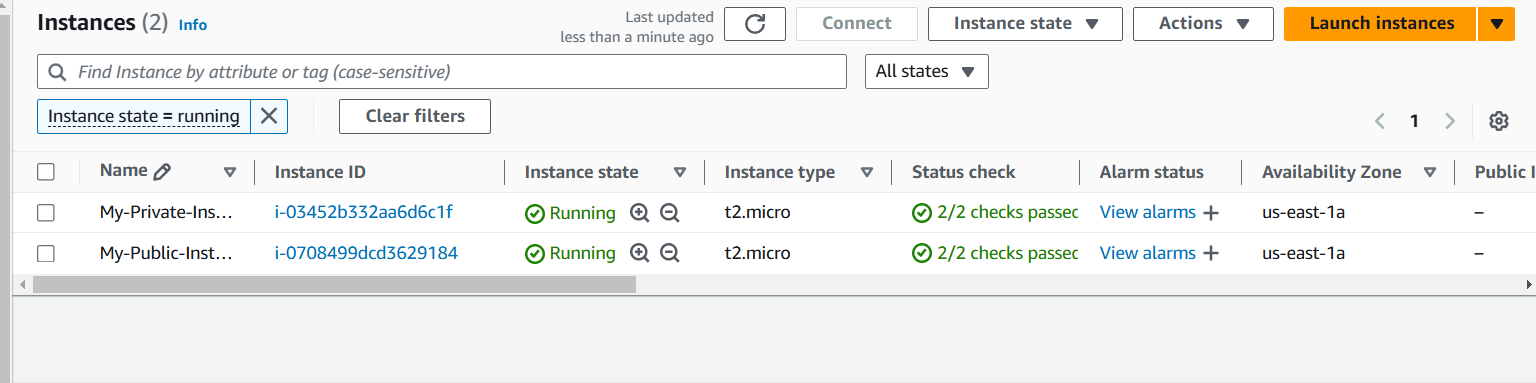 Instances (2) Info
Last updated
less than a minute ago
Connect
Instance state
Actions
Launch instances
Find Instance by attribute or tag (case-sensitive)
All states
Instance state = running
Clear filters
1
Name Instance ID Instance state Instance type Status check Alarm status Availability Zone Public I
My-Private-Ins... i-03452b332aa6d6c1f Running t2.micro 2/2 checks passec View alarms + us-east-1a –
My-Public-Inst... i-0708499dcd3629184 Running t2.micro 2/2 checks passec View alarms + us-east-1a –